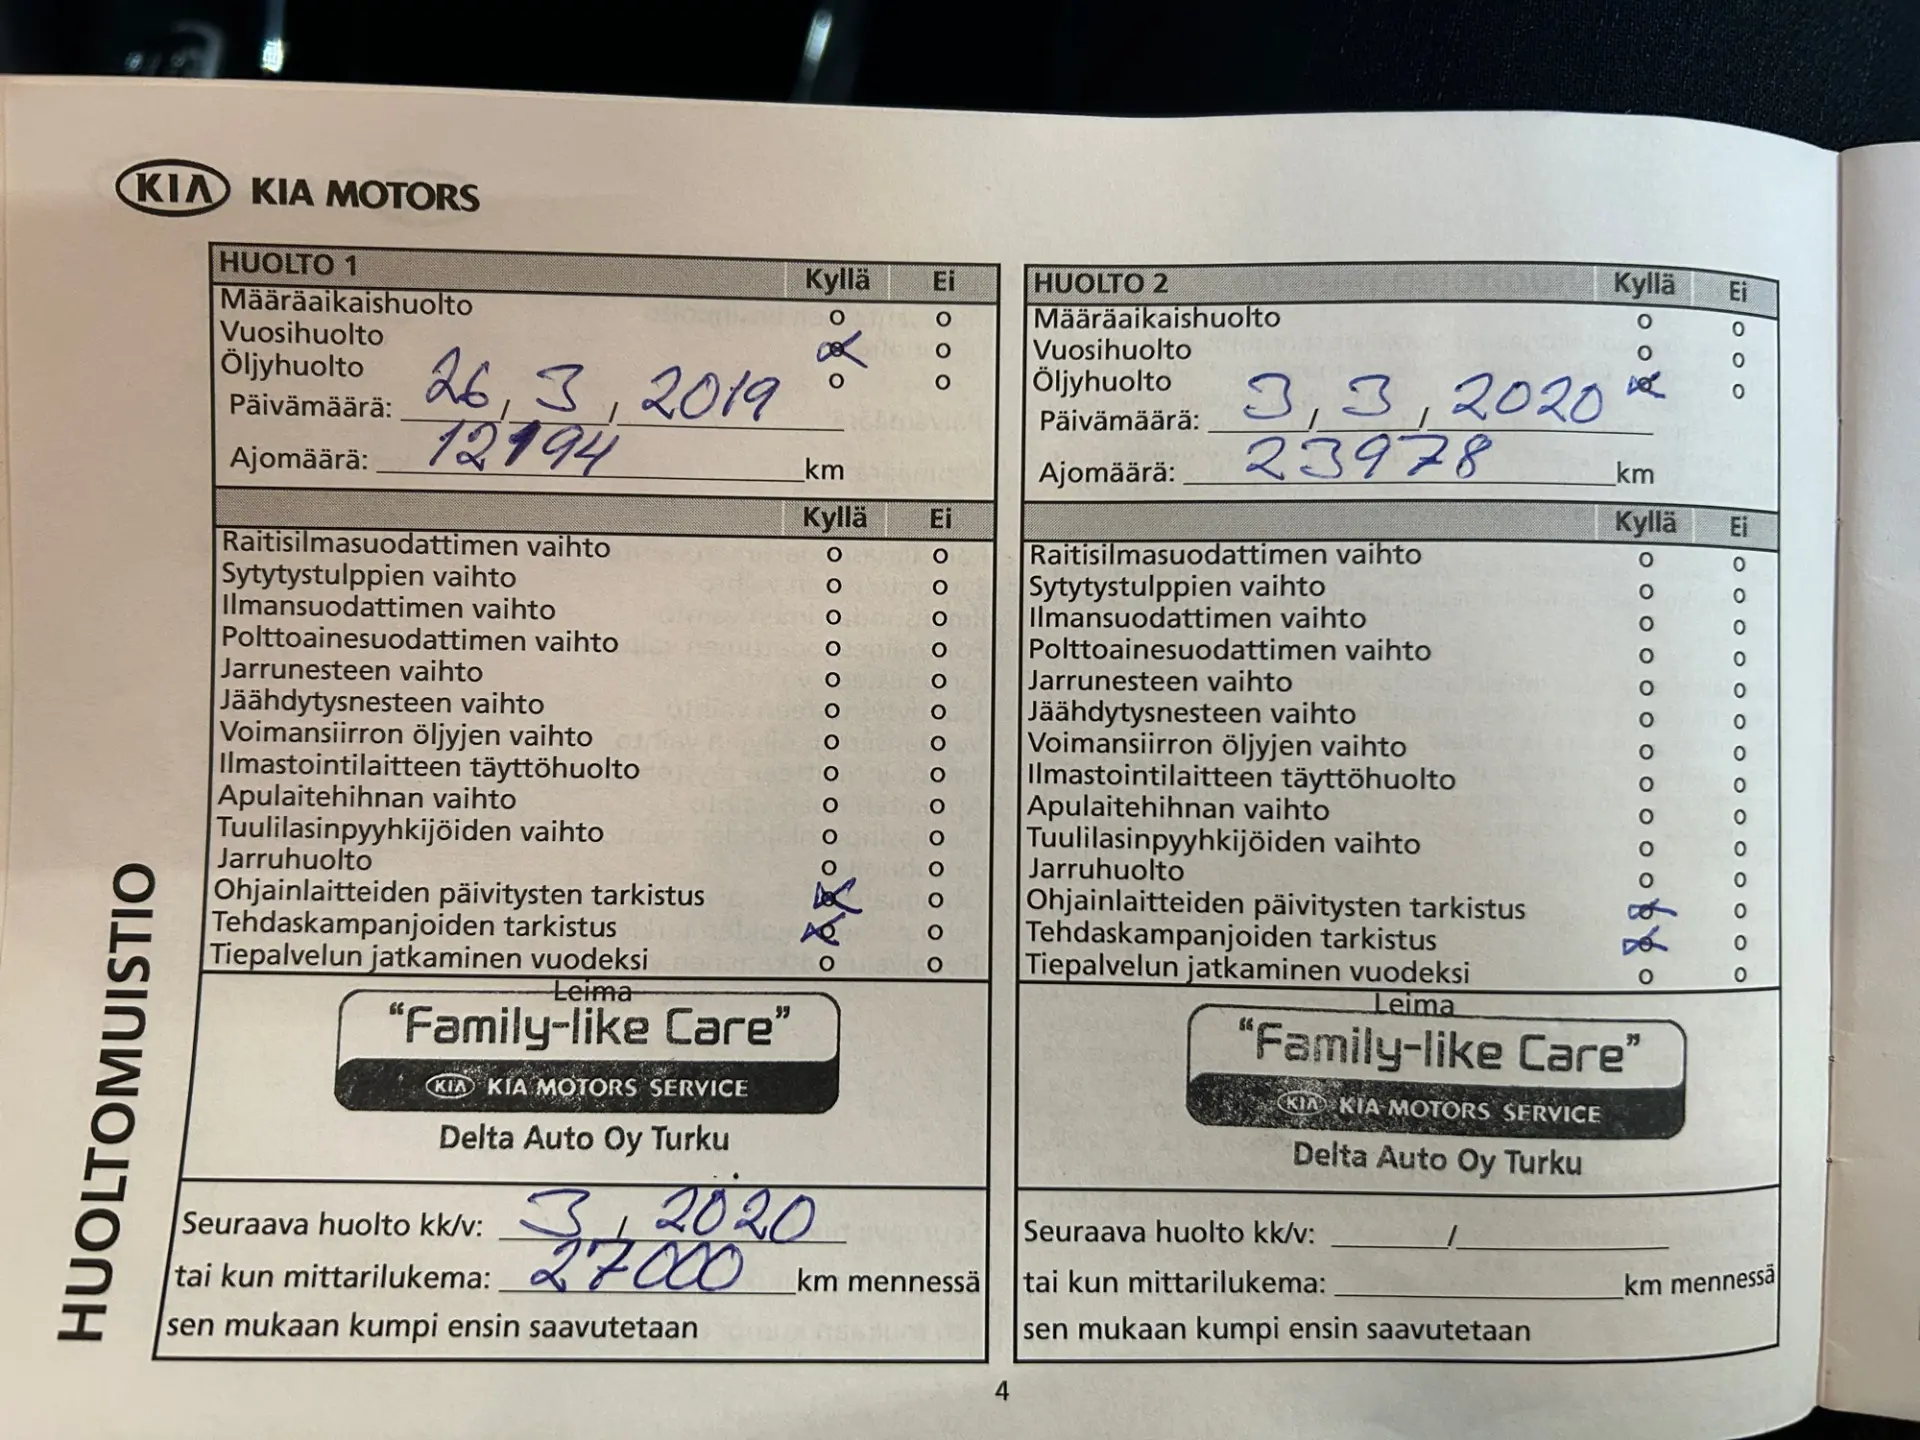 KIA KIA MOTORS
HUOLTOMUISTIO
HUOLTO 1 Kyllä Ei
Määräaikaishuolto o o
Vuosihuolto o o
Öljyhuolto o o
Päivämäärä: 26 / 3 / 2019
Ajomäärä: 12194 km
Kyllä Ei
Raitisilmasuodattimen vaihto o o
Sytytystulppien vaihto o o
Ilmansuodattimen vaihto o o
Polttoainesuodattimen vaihto o o
Jarrunesteen vaihto o o
Jäähdytysnesteen vaihto o o
Voimansiirron öljyjen vaihto o o
Ilmastointilaitteen täyttöhuolto o o
Apulaitehihnan vaihto o o
Tuulilasinpyyhkijöiden vaihto o o
Jarruhuolto o o
Ohjainlaitteiden päivitysten tarkistus o o
Tehdaskampanjoiden tarkistus o o
Tiepalvelun jatkaminen vuodeksi o o
Leima
"Family-like Care"
KIA KIA MOTORS SERVICE
Delta Auto Oy Turku
Seuraava huolto kk/v: 3 / 2020
tai kun mittarilukema: 27000 km mennessä
sen mukaan kumpi ensin saavutetaan
HUOLTO 2 Kyllä Ei
Määräaikaishuolto o o
Vuosihuolto o o
Öljyhuolto o o
Päivämäärä: 3 / 3 / 2020
Ajomäärä: 23978 km
Kyllä Ei
Raitisilmasuodattimen vaihto o o
Sytytystulppien vaihto o o
Ilmansuodattimen vaihto o o
Polttoainesuodattimen vaihto o o
Jarrunesteen vaihto o o
Jäähdytysnesteen vaihto o o
Voimansiirron öljyjen vaihto o o
Ilmastointilaitteen täyttöhuolto o o
Apulaitehihnan vaihto o o
Tuulilasinpyyhkijöiden vaihto o o
Jarruhuolto o o
Ohjainlaitteiden päivitysten tarkistus o o
Tehdaskampanjoiden tarkistus o o
Tiepalvelun jatkaminen vuodeksi o o
Leima
"Family-like Care"
KIA KIA MOTORS SERVICE
Delta Auto Oy Turku
Seuraava huolto kk/v: /
tai kun mittarilukema: km mennessä
sen mukaan kumpi ensin saavutetaan
4